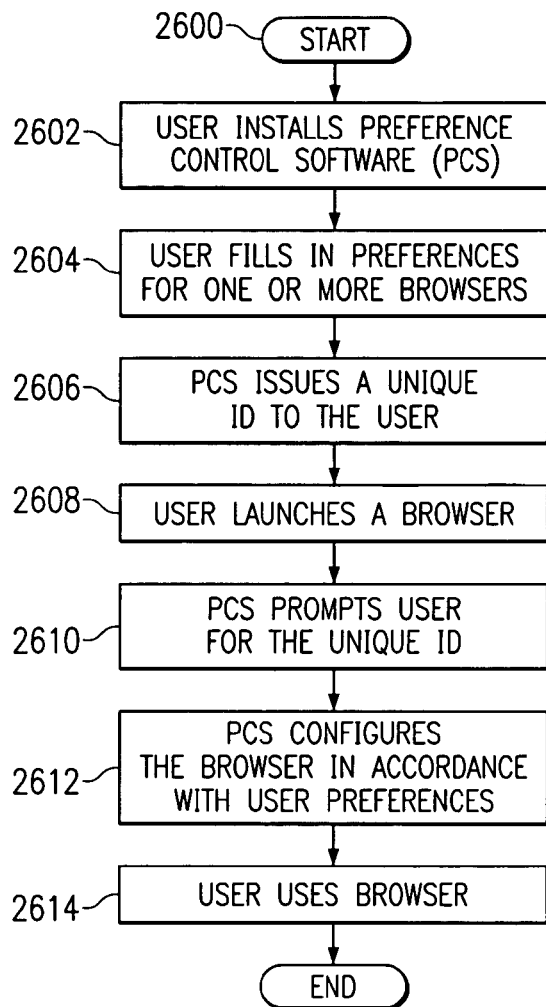 2600
START
2602
USER INSTALLS PREFERENCE
CONTROL SOFTWARE (PCS)
2604
USER FILLS IN PREFERENCES
FOR ONE OR MORE BROWSERS
2606
PCS ISSUES A UNIQUE
ID TO THE USER
2608
USER LAUNCHES A BROWSER
2610
PCS PROMPTS USER
FOR THE UNIQUE ID
2612
PCS CONFIGURES
THE BROWSER IN ACCORDANCE
WITH USER PREFERENCES
2614
USER USES BROWSER
END